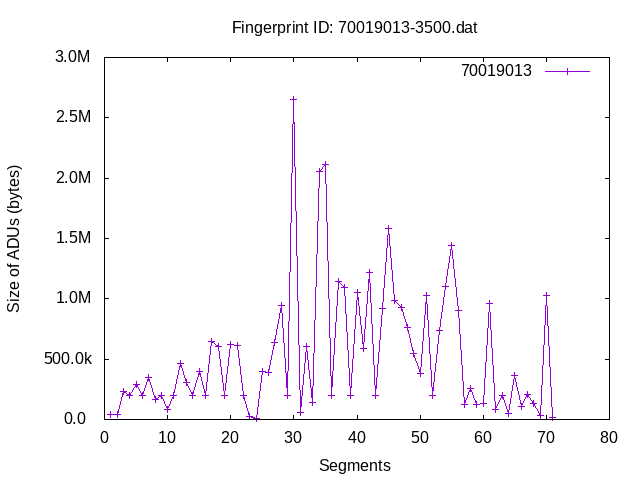 Fingerprint ID: 70019013-3500.dat
70019013
Size of ADUs (bytes)
3.0M
2.5M
2.0M
1.5M
1.0M
500.0k
0.0
0 10 20 30 40 50 60 70 80
Segments